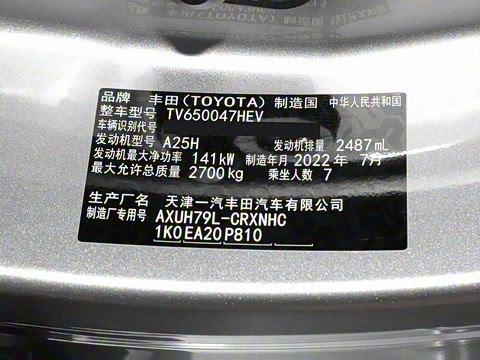 品牌 丰田(TOYOTA) 制造国 中华人民共和国
整车型号 TV650047HEV
车辆识别代号
发动机型号 A25H 发动机排量 2487 mL
发动机最大净功率 141kW 制造年月 2022 年 7月
最大允许总质量 2700kg 乘坐人数 7
生产厂名 天津一汽丰田汽车有限公司
制造厂专用号 AXUH79L-CRXNHC
1K0 EA20 P810